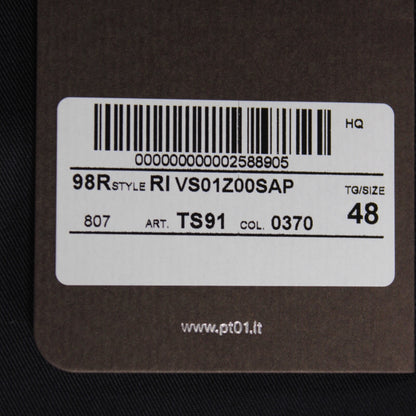 HQ
000000000002588905
98R STYLE RI VS01Z00SAP TG/SIZE
807 ART. TS91 COL. 0370 48
www.pt01.it